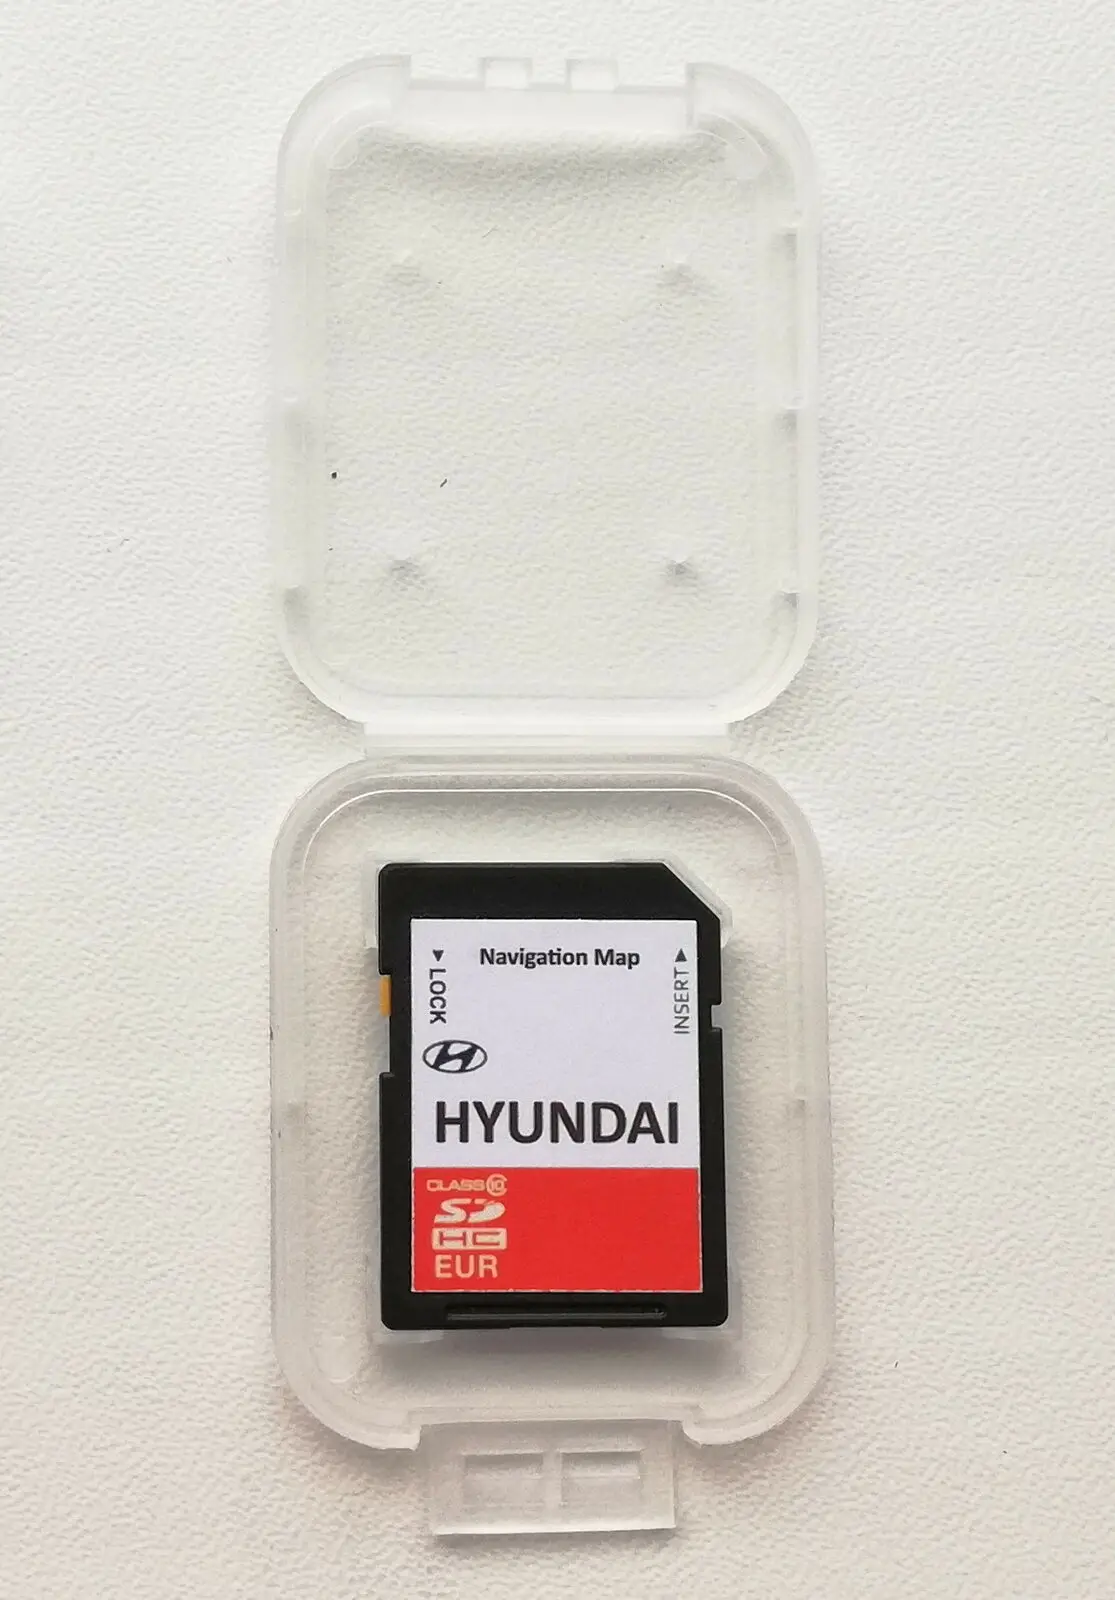 Navigation Map
▲ LOCK
INSERT ▲
HYUNDAI
CLASS 10
SD
HC
EUR